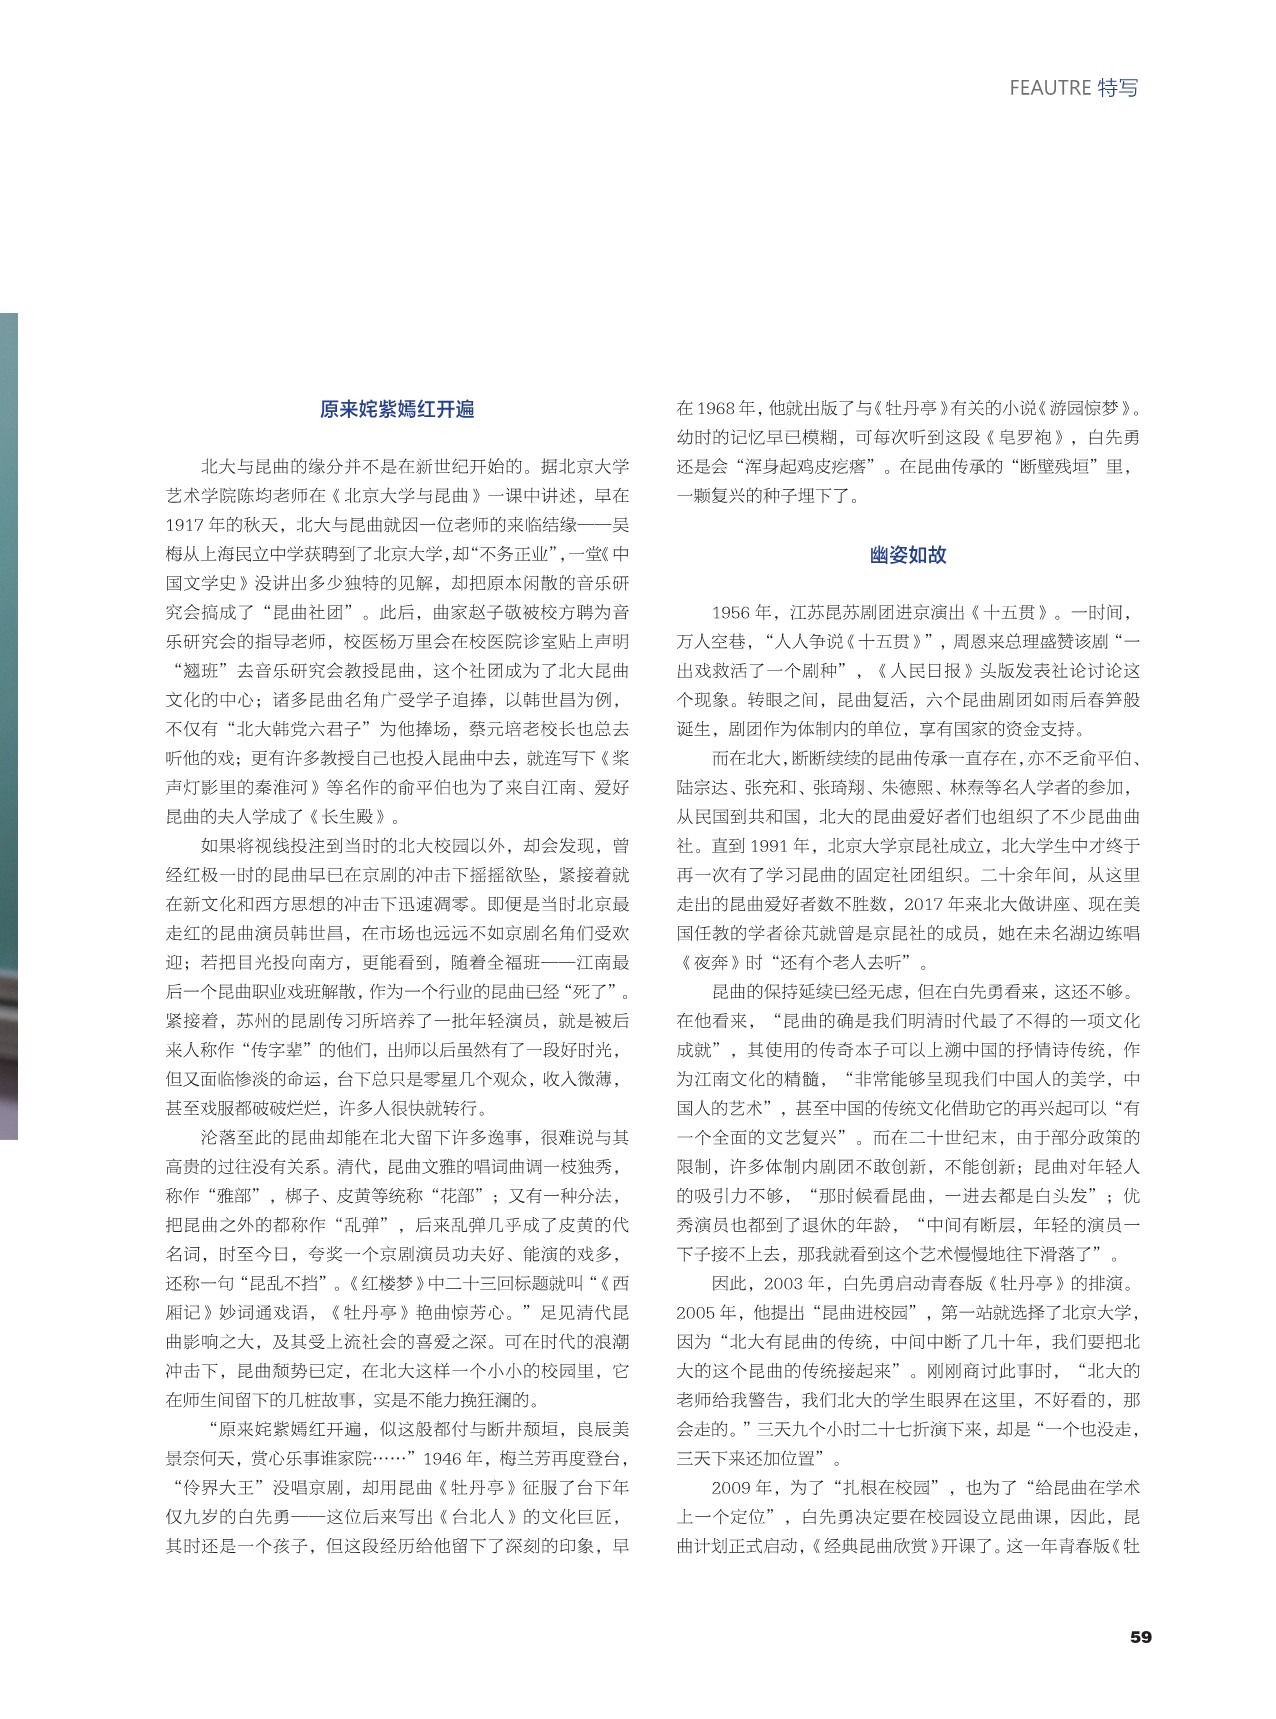 FEAUTRE 特写
原来姹紫嫣红开遍
北大与昆曲的缘分并不是在新世纪开始的。据北京大学
艺术学院陈均老师在《北京大学与昆曲》一课中讲述，早在
1917 年的秋天，北大与昆曲就因一位老师的来临结缘——吴
梅从上海民立中学获聘到了北京大学，却“不务正业”，一堂《中
国文学史》没讲出多少独特的见解，却把原本闲散的音乐研
究会搞成了“昆曲社团”。此后，曲家赵子敬被校方聘为音
乐研究会的指导老师，校医杨万里会在校医院诊室贴上声明
“翘班”去音乐研究会教授昆曲，这个社团成为了北大昆曲
文化的中心；诸多昆曲名角广受学子追捧，以韩世昌为例，
不仅有“北大韩党六君子”为他捧场，蔡元培老校长也总去
听他的戏；更有许多教授自己也投入昆曲中去，就连写下《桨
声灯影里的秦淮河》等名作的俞平伯也为了来自江南、爱好
昆曲的夫人学成了《长生殿》。
如果将视线投注到当时的北大校园以外，却会发现，曾
经红极一时的昆曲早已在京剧的冲击下摇摇欲坠，紧接着就
在新文化和西方思想的冲击下迅速凋零。即便是当时北京最
走红的昆曲演员韩世昌，在市场也远远不如京剧名角们受欢
迎；若把目光投向南方，更能看到，随着全福班——江南最
后一个昆曲职业戏班解散，作为一个行业的昆曲已经“死了”。
紧接着，苏州的昆剧传习所培养了一批年轻演员，就是被后
来人称作“传字辈”的他们，出师以后虽然有了一段好时光，
但又面临惨淡的命运，台下总只是零星几个观众，收入微薄，
甚至戏服都破破烂烂，许多人很快就转行。
沦落至此的昆曲却能在北大留下许多逸事，很难说与其
高贵的过往没有关系。清代，昆曲文雅的唱词曲调一枝独秀，
称作“雅部”，梆子、皮黄等统称“花部”；又有一种分法，
把昆曲之外的都称作“乱弹”，后来乱弹几乎成了皮黄的代
名词，时至今日，夸奖一个京剧演员功夫好、能演的戏多，
还称一句“昆乱不挡”。《红楼梦》中二十三回标题就叫“《西
厢记》妙词通戏语，《牡丹亭》艳曲惊芳心。”足见清代昆
曲影响之大，及其受上流社会的喜爱之深。可在时代的浪潮
冲击下，昆曲颓势已定，在北大这样一个小小的校园里，它
在师生间留下的几桩故事，实是不能力挽狂澜的。
“原来姹紫嫣红开遍，似这般都付与断井颓垣，良辰美
景奈何天，赏心乐事谁家院……”1946 年，梅兰芳再度登台，
“伶界大王”没唱京剧，却用昆曲《牡丹亭》征服了台下年
仅九岁的白先勇——这位后来写出《台北人》的文化巨匠，
其时还是一个孩子，但这段经历给他留下了深刻的印象，早
在 1968 年，他就出版了与《牡丹亭》有关的小说《游园惊梦》。
幼时的记忆早已模糊，可每次听到这段《皂罗袍》，白先勇
还是会“浑身起鸡皮疙瘩”。在昆曲传承的“断壁残垣”里，
一颗复兴的种子埋下了。
幽姿如故
1956 年，江苏昆苏剧团进京演出《十五贯》。一时间，
万人空巷，“人人争说《十五贯》”，周恩来总理盛赞该剧“一
出戏救活了一个剧种”，《人民日报》头版发表社论讨论这
个现象。转眼之间，昆曲复活，六个昆曲剧团如雨后春笋般
诞生，剧团作为体制内的单位，享有国家的资金支持。
而在北大，断断续续的昆曲传承一直存在，亦不乏俞平伯、
陆宗达、张充和、张琦翔、朱德熙、林焘等名人学者的参加，
从民国到共和国，北大的昆曲爱好者们也组织了不少昆曲曲
社。直到 1991 年，北京大学京昆社成立，北大学生中才终于
再一次有了学习昆曲的固定社团组织。二十余年间，从这里
走出的昆曲爱好者数不胜数，2017 年来北大做讲座、现在美
国任教的学者徐芃就曾是京昆社的成员，她在未名湖边练唱
《夜奔》时“还有个老人去听”。
昆曲的保持延续已经无虑，但在白先勇看来，这还不够。
在他看来，“昆曲的确是我们明清时代最了不得的一项文化
成就”，其使用的传奇本子可以上溯中国的抒情诗传统，作
为江南文化的精髓，“非常能够呈现我们中国人的美学，中
国人的艺术”，甚至中国的传统文化借助它的再兴起可以“有
一个全面的文艺复兴”。而在二十世纪末，由于部分政策的
限制，许多体制内剧团不敢创新，不能创新；昆曲对年轻人
的吸引力不够，“那时候看昆曲，一进去都是白头发”；优
秀演员也都到了退休的年龄，“中间有断层，年轻的演员一
下子接不上去，那我就看到这个艺术慢慢地往下滑落了”。
因此，2003 年，白先勇启动青春版《牡丹亭》的排演。
2005 年，他提出“昆曲进校园”，第一站就选择了北京大学，
因为“北大有昆曲的传统，中间中断了几十年，我们要把北
大的这个昆曲的传统接起来”。刚刚商讨此事时，“北大的
老师给我警告，我们北大的学生眼界在这里，不好看的，那
会走的。”三天九个小时二十七折演下来，却是“一个也没走，
三天下来还加位置”。
2009 年，为了“扎根在校园”，也为了“给昆曲在学术
上一个定位”，白先勇决定要在校园设立昆曲课，因此，昆
曲计划正式启动，《经典昆曲欣赏》开课了。这一年青春版《牡
59